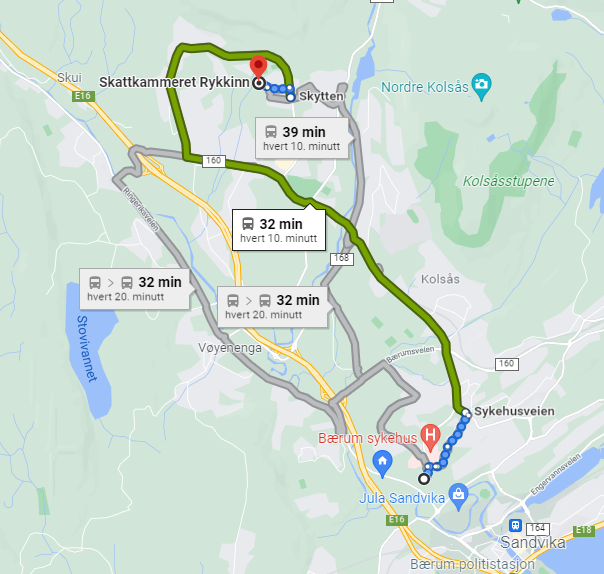 Skui
E16
Skattkammeret Rykkinn
Skytten
Nordre Kolsås
39 min
hvert 10. minutt
160
Kolsåsstupene
Ringeriksveien
32 min
hvert 10. minutt
168
Kolsås
32 min
hvert 20. minutt
32 min
hvert 20. minutt
Stovivannet
Vøyenenga
Bærumsveien
160
Sykehusveien
Bærum sykehus
H
Jula Sandvika
Engervannsveien
E16
164
E18
Sandvika
Bærum politistasjon